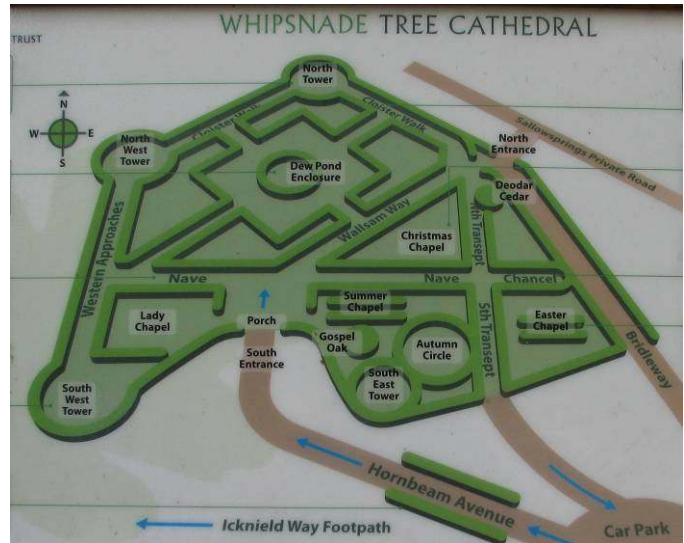 WHIPSNADE TREE CATHEDRAL
TRUST
North
Tower
N
W
E
S
Cloister Walk
Cloister Walk
North
Entrance
Sallowsprings Private Road
North
West
Tower
Dew Pond
Enclosure
Deodar
Cedar
Wallsam Way
Christmas
Chapel
Nth Transept
Western Approaches
Nave
Nave
Chancel
Lady
Chapel
Porch
Summer
Chapel
Easter
Chapel
Gospel
Oak
Autumn
Circle
Sth Transept
Bridleway
South
Entrance
South
East
Tower
South
West
Tower
Hornbeam Avenue
Icknield Way Footpath
Car Park